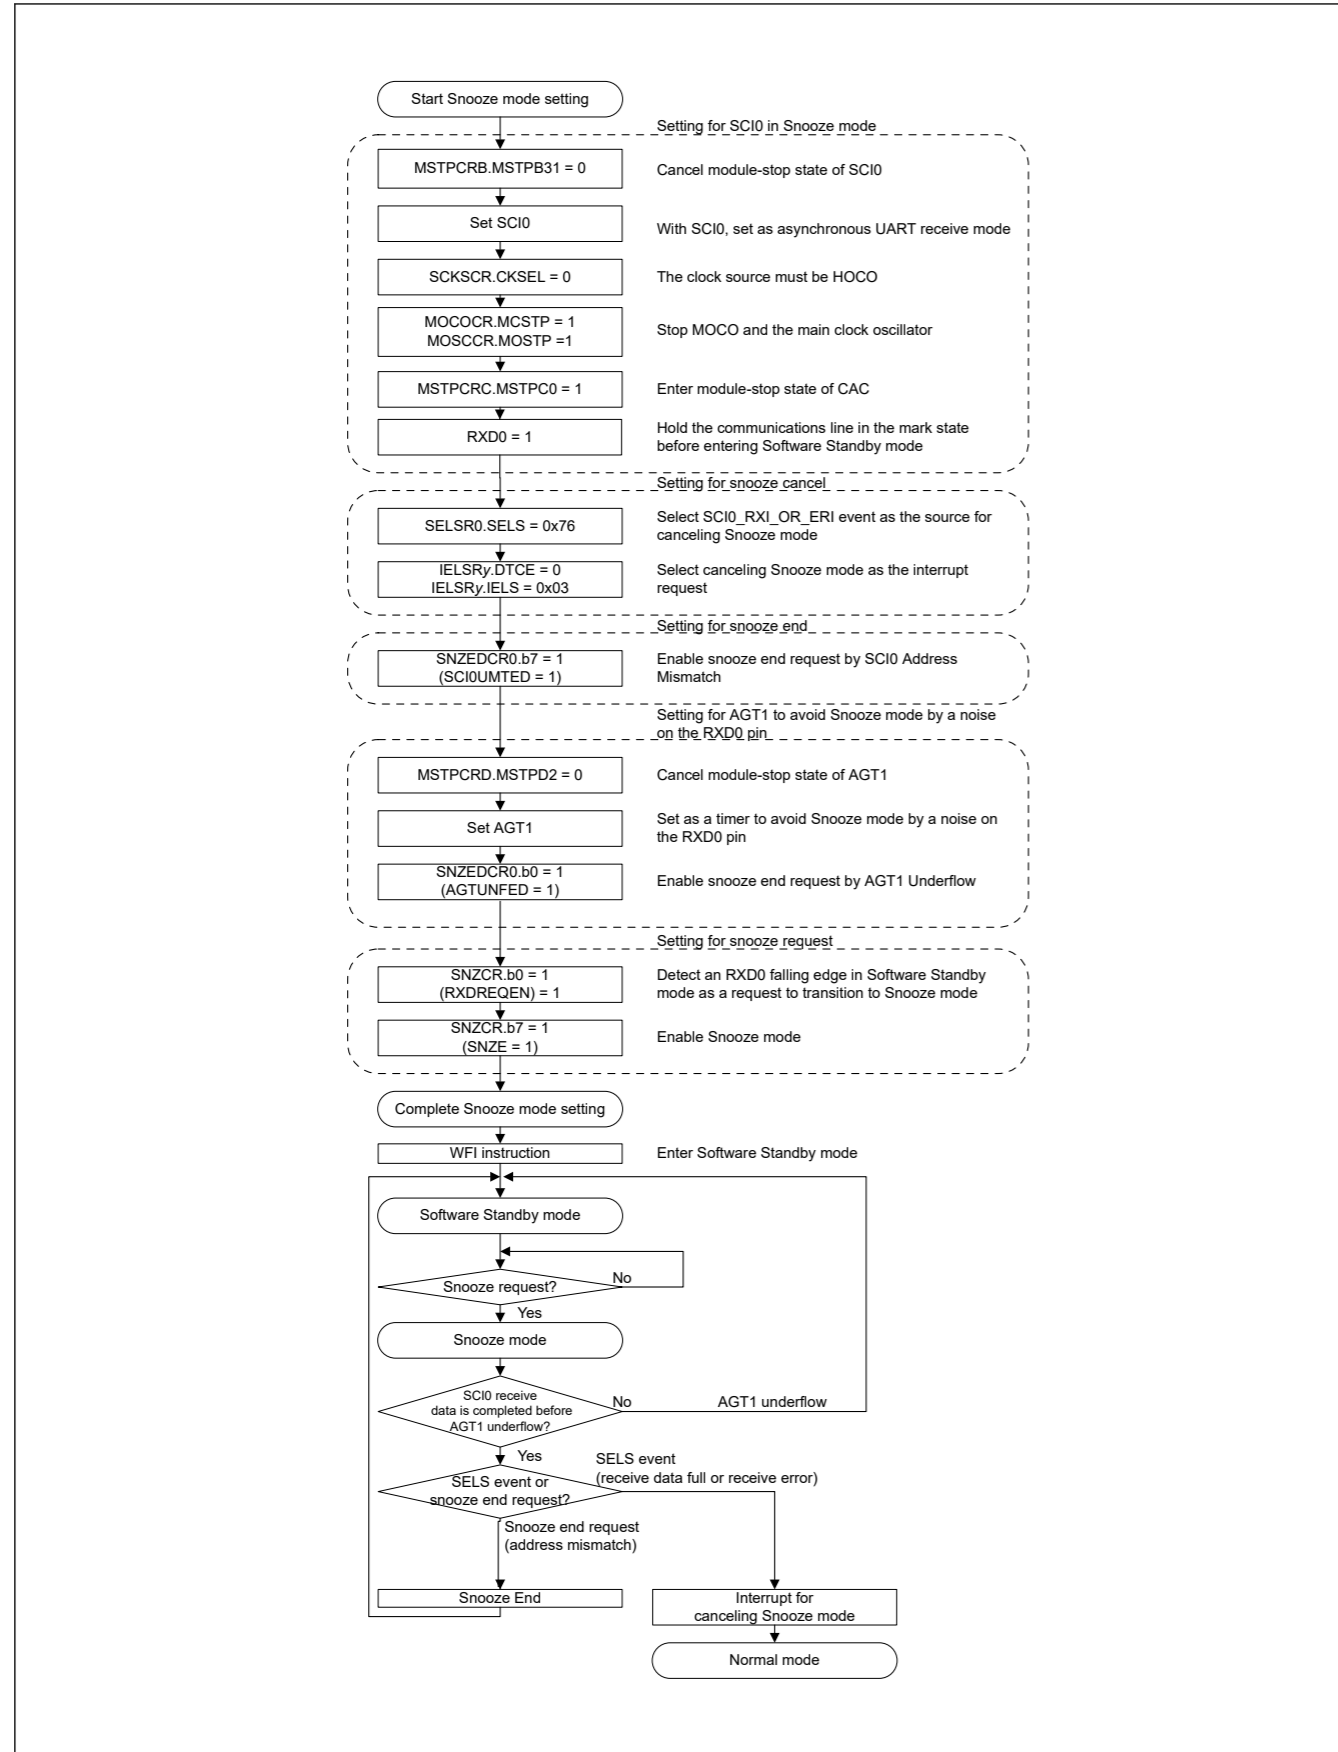 Start Snooze mode setting
Setting for SCI0 in Snooze mode
MSTPCRB.MSTPB31 = 0
Cancel module-stop state of SCI0
Set SCI0
With SCI0, set as asynchronous UART receive mode
SCKSCR.CKSEL = 0
The clock source must be HOCO
MOCOCR.MCSTP = 1
MOSCCR.MOSTP =1
Stop MOCO and the main clock oscillator
MSTPCRC.MSTPC0 = 1
Enter module-stop state of CAC
RXD0 = 1
Hold the communications line in the mark state
before entering Software Standby mode
Setting for snooze cancel
SELSR0.SELS = 0x76
Select SCI0_RXI_OR_ERI event as the source for
canceling Snooze mode
IELSRy.DTCE = 0
IELSRy.IELS = 0x03
Select canceling Snooze mode as the interrupt
request
Setting for snooze end
SNZEDCR0.b7 = 1
(SCI0UMTED = 1)
Enable snooze end request by SCI0 Address
Mismatch
Setting for AGT1 to avoid Snooze mode by a noise
on the RXD0 pin
MSTPCRD.MSTPD2 = 0
Cancel module-stop state of AGT1
Set AGT1
Set as a timer to avoid Snooze mode by a noise on
the RXD0 pin
SNZEDCR0.b0 = 1
(AGTUNFED = 1)
Enable snooze end request by AGT1 Underflow
Setting for snooze request
SNZCR.b0 = 1
(RXDREQEN) = 1
Detect an RXD0 falling edge in Software Standby
mode as a request to transition to Snooze mode
SNZCR.b7 = 1
(SNZE = 1)
Enable Snooze mode
Complete Snooze mode setting
WFI instruction
Enter Software Standby mode
Software Standby mode
Snooze request?
No
Yes
Snooze mode
SCI0 receive
data is completed before
AGT1 underflow?
No
AGT1 underflow
Yes
SELS event or
snooze end request?
SELS event
(receive data full or receive error)
Snooze end request
(address mismatch)
Snooze End
Interrupt for
canceling Snooze mode
Normal mode